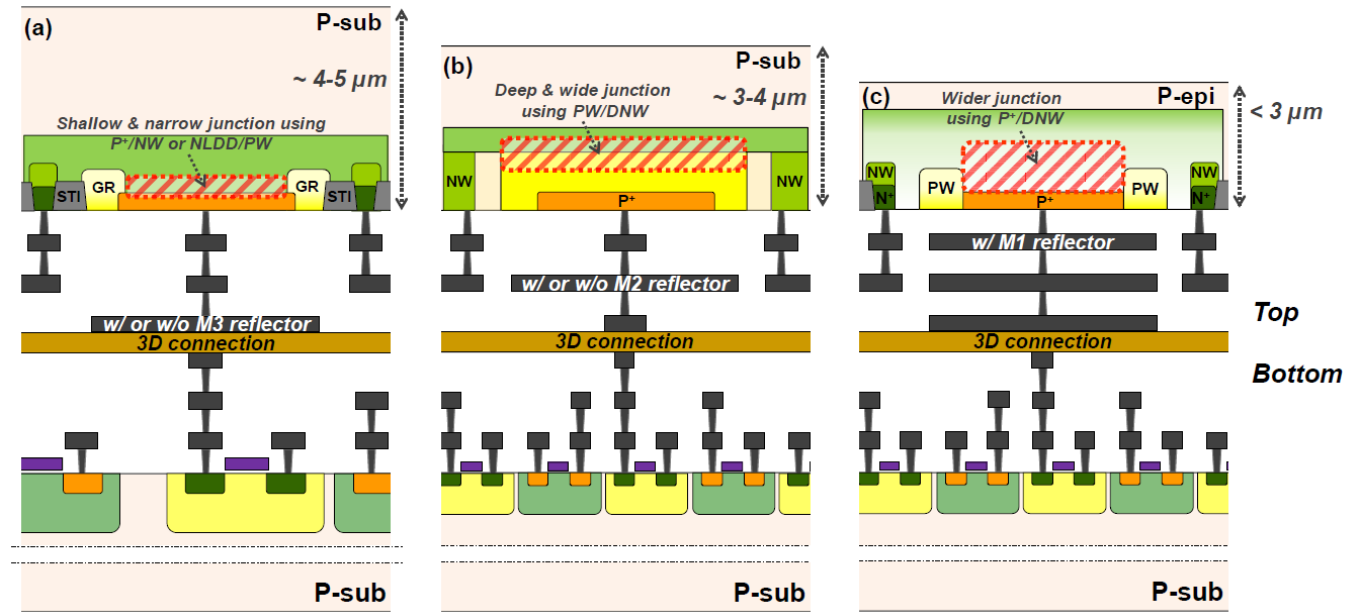 (a)
P-sub
~ 4-5 µm
Shallow & narrow junction using
P⁺/NW or NLDD/PW
STI
GR
GR
STI
w/ or w/o M3 reflector
3D connection
P-sub
(b)
P-sub
~ 3-4 µm
Deep & wide junction
using PW/DNW
NW
NW
P⁺
w/ or w/o M2 reflector
3D connection
(c)
P-epi
< 3 µm
Wider junction
using P⁺/DNW
NW
N⁺
PW
PW
NW
N⁺
P⁺
w/ M1 reflector
3D connection
Top
Bottom
P-sub